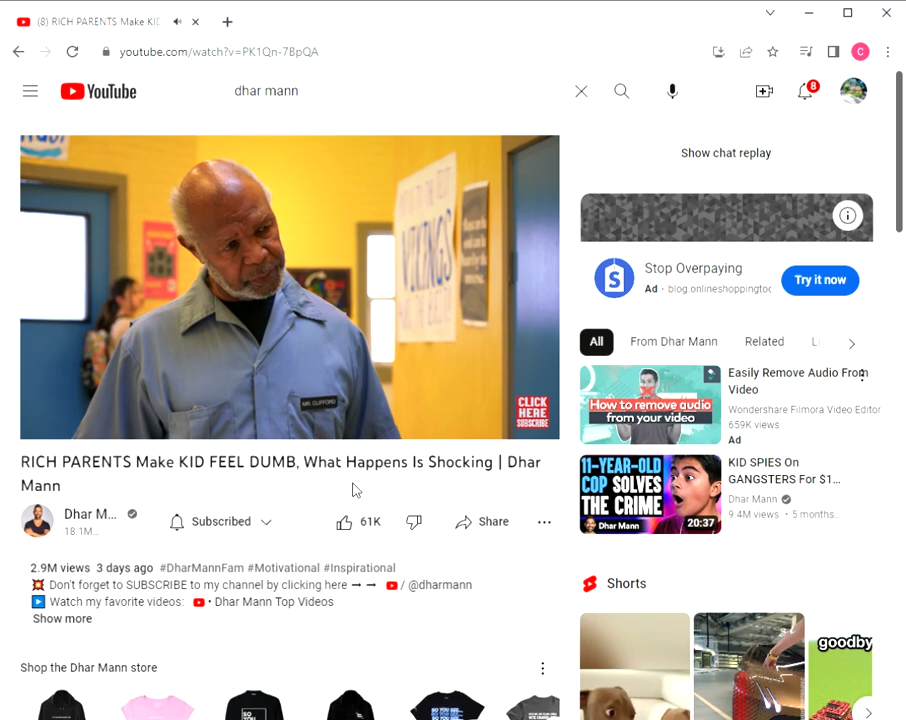 (8) RICH PARENTS Make KID
youtube.com/watch?v=PK1Qn-7BpQA
C
YouTube
dhar mann
8
Show chat replay
VIKINGS
MR. CLIFFORD
CLICK
HERE
SUBSCRIBE
Stop Overpaying
Ad · blog.onlineshoppingtoo
Try it now
All
From Dhar Mann
Related
How to remove audio
from your video
Easily Remove Audio From
Video
Wondershare Filmora Video Editor
659K views
Ad
RICH PARENTS Make KID FEEL DUMB, What Happens Is Shocking | Dhar
Mann
11-YEAR-OLD
COP SOLVES
THE CRIME
Dhar Mann
20:37
KID SPIES On
GANGSTERS For $1...
Dhar Mann
9.4M views · 5 months...
Dhar M...
18.1M...
Subscribed
61K
Share
2.9M views 3 days ago #DharMannFam #Motivational #Inspirational
Don't forget to SUBSCRIBE to my channel by clicking here → → / @dharmann
Watch my favorite videos: • Dhar Mann Top Videos
Show more
Shorts
goodby
Shop the Dhar Mann store